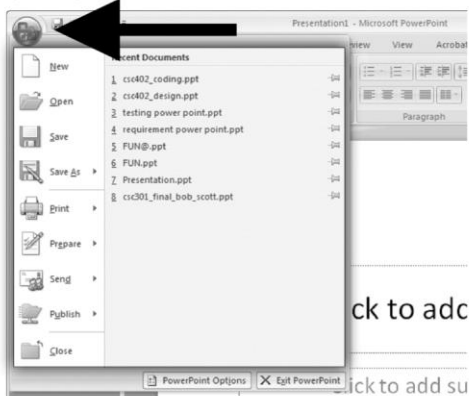 Presentation1 - Microsoft PowerPoint
View Acrobat
Paragraph
Recent Documents
New
Open
Save
Save As
Print
Prepare
Send
Publish
Close
1 csc402_coding.ppt
2 csc402_design.ppt
3 testing power point.ppt
4 requirement power point.ppt
5 FUN@.ppt
6 FUN.ppt
7 Presentation.ppt
8 csc301_final_bob_scott.ppt
ck to add
PowerPoint Options
Exit PowerPoint
lick to add su